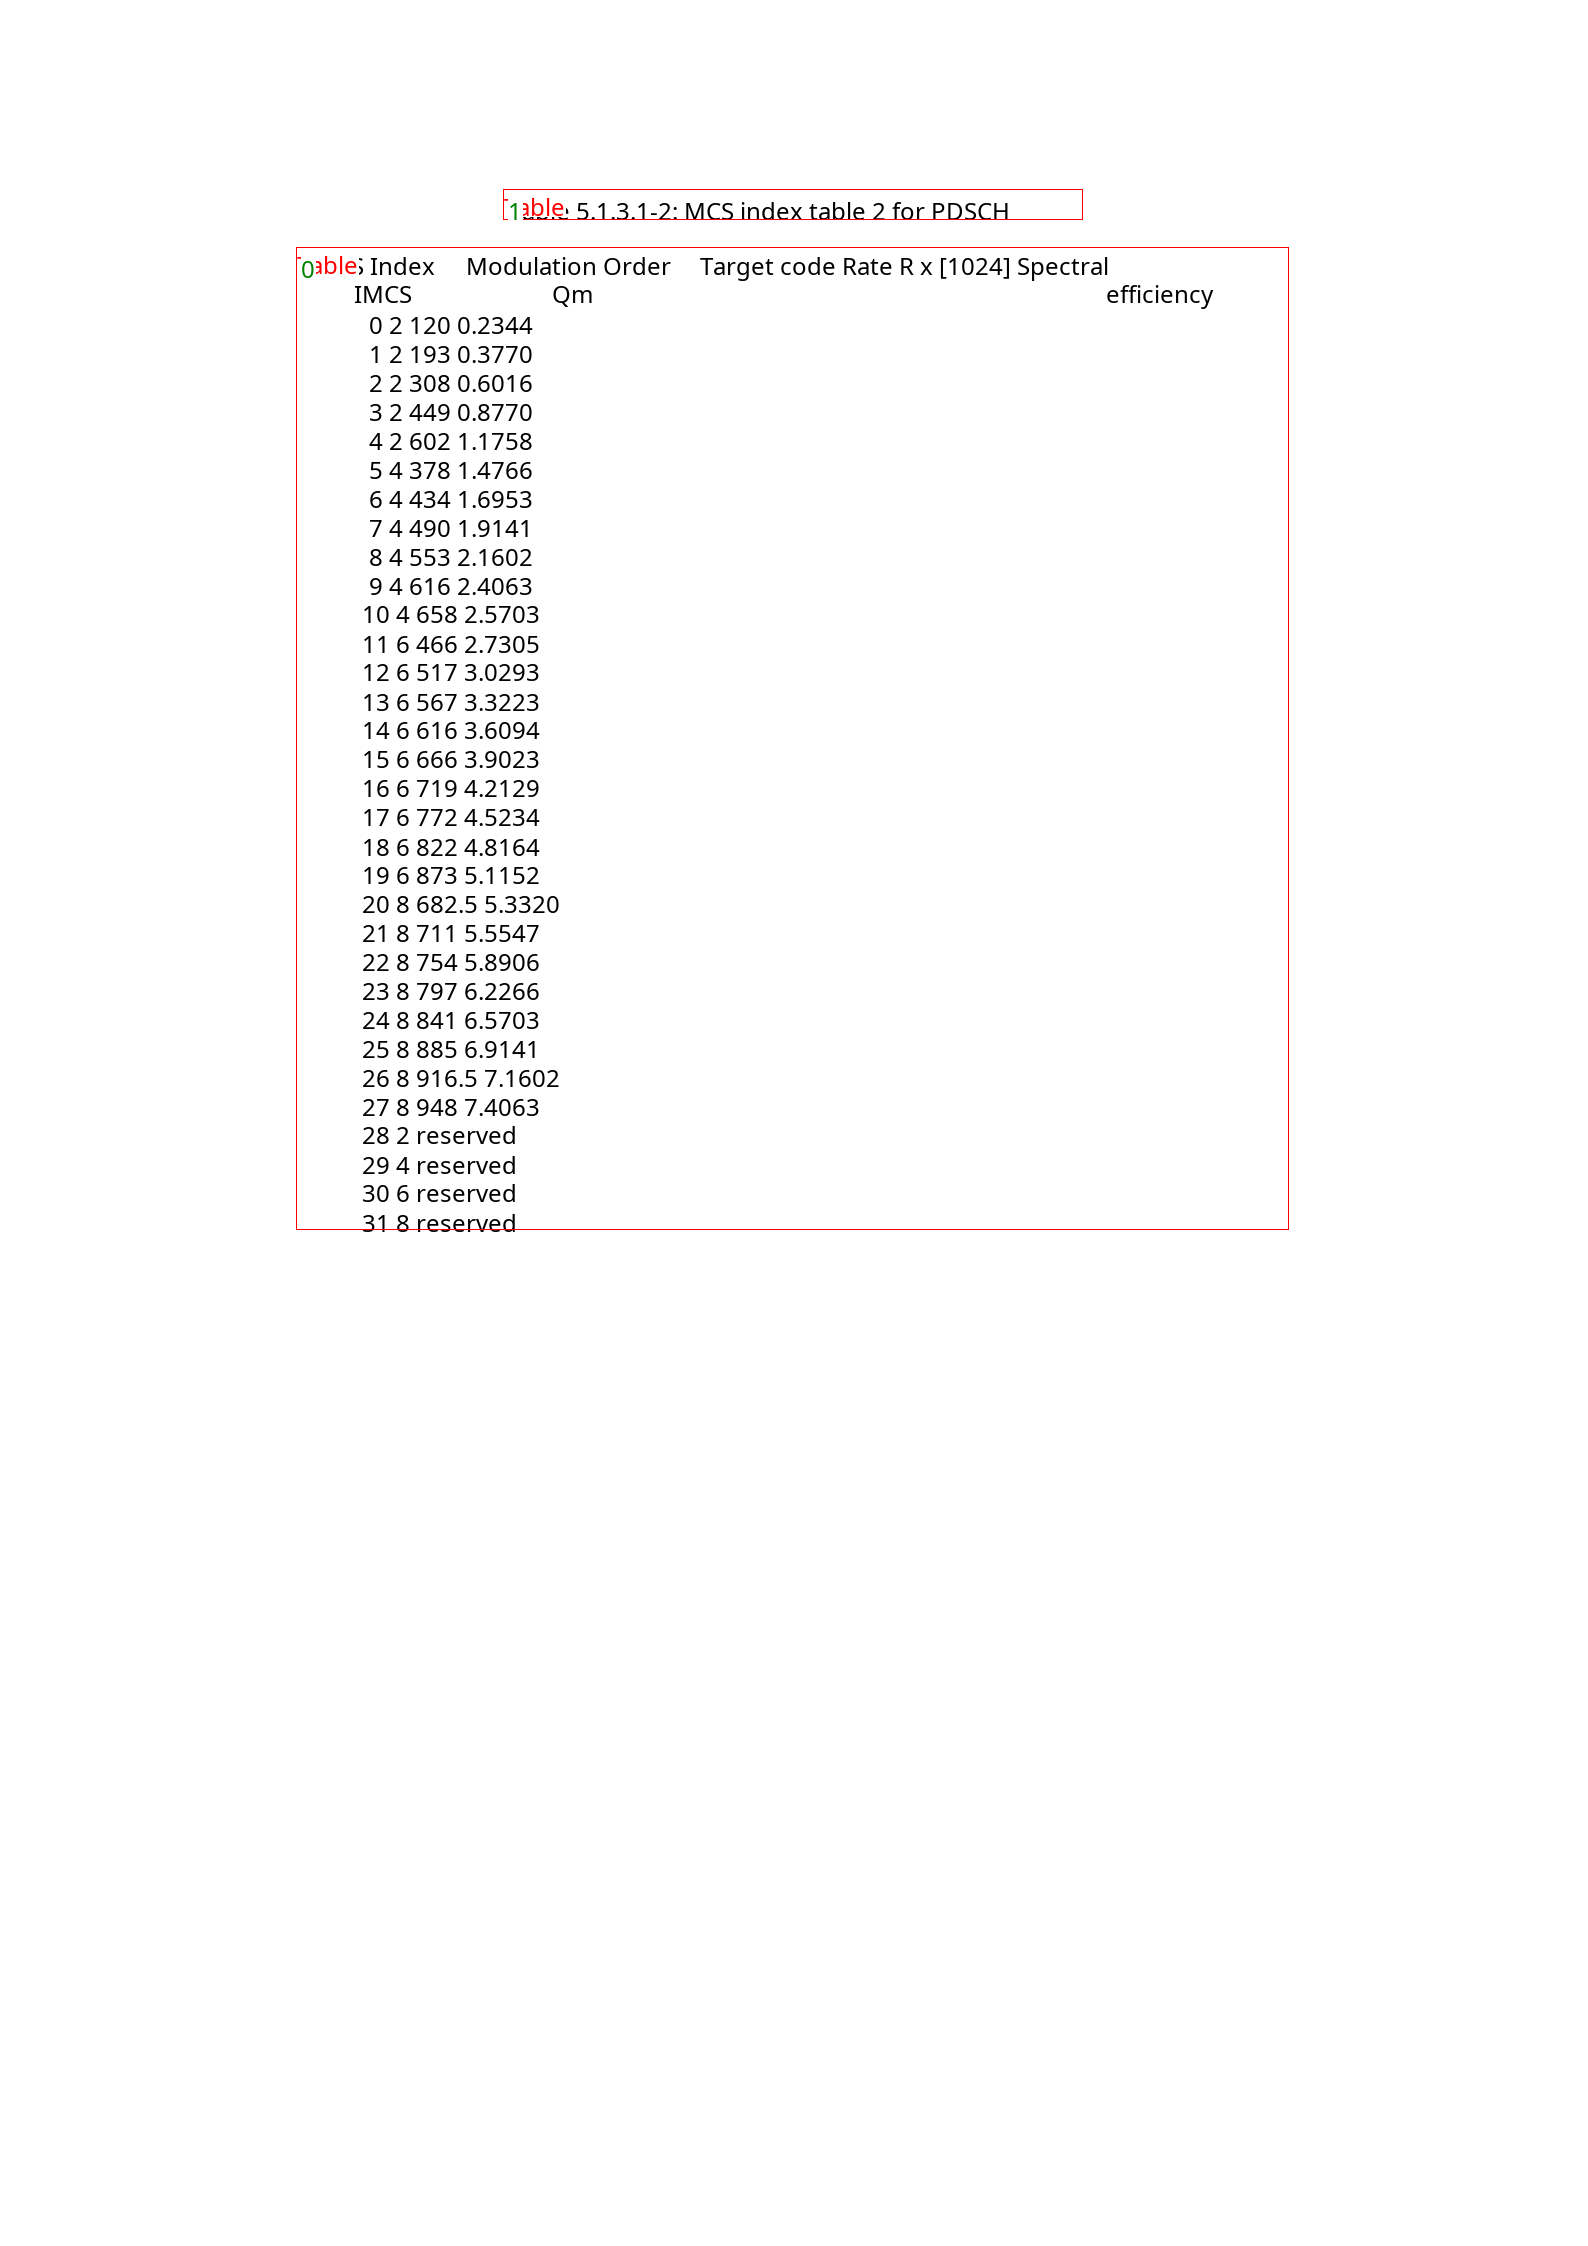 1 able 5.1.3.1-2: MCS index table 2 for PDSCH
0 able Index Modulation Order Target code Rate R x [1024] Spectral
IMCS Qm efficiency
0 2 120 0.2344
1 2 193 0.3770
2 2 308 0.6016
3 2 449 0.8770
4 2 602 1.1758
5 4 378 1.4766
6 4 434 1.6953
7 4 490 1.9141
8 4 553 2.1602
9 4 616 2.4063
10 4 658 2.5703
11 6 466 2.7305
12 6 517 3.0293
13 6 567 3.3223
14 6 616 3.6094
15 6 666 3.9023
16 6 719 4.2129
17 6 772 4.5234
18 6 822 4.8164
19 6 873 5.1152
20 8 682.5 5.3320
21 8 711 5.5547
22 8 754 5.8906
23 8 797 6.2266
24 8 841 6.5703
25 8 885 6.9141
26 8 916.5 7.1602
27 8 948 7.4063
28 2 reserved
29 4 reserved
30 6 reserved
31 8 reserved